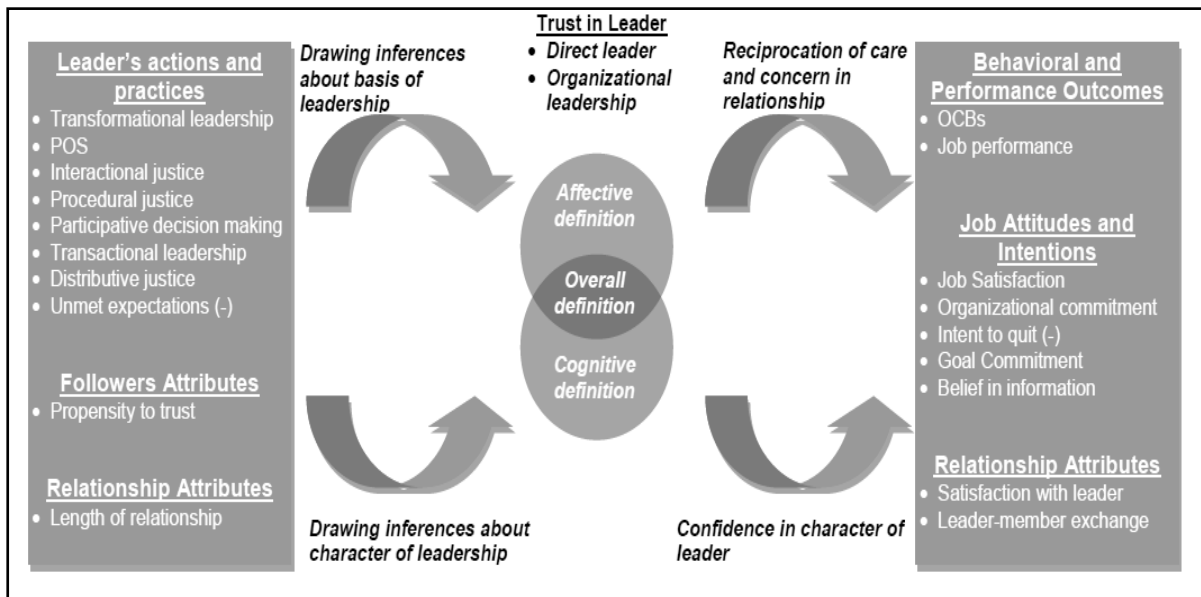 Leader's actions and
practices
• Transformational leadership
• POS
• Interactional justice
• Procedural justice
• Participative decision making
• Transactional leadership
• Distributive justice
• Unmet expectations (-)
Followers Attributes
• Propensity to trust
Relationship Attributes
• Length of relationship
Drawing inferences
about basis of
leadership
Drawing inferences about
character of leadership
Trust in Leader
• Direct leader
• Organizational
leadership
Affective
definition
Overall
definition
Cognitive
definition
Reciprocation of care
and concern in
relationship
Confidence in character of
leader
Behavioral and
Performance Outcomes
• OCBs
• Job performance
Job Attitudes and
Intentions
• Job Satisfaction
• Organizational commitment
• Intent to quit (-)
• Goal Commitment
• Belief in information
Relationship Attributes
• Satisfaction with leader
• Leader-member exchange